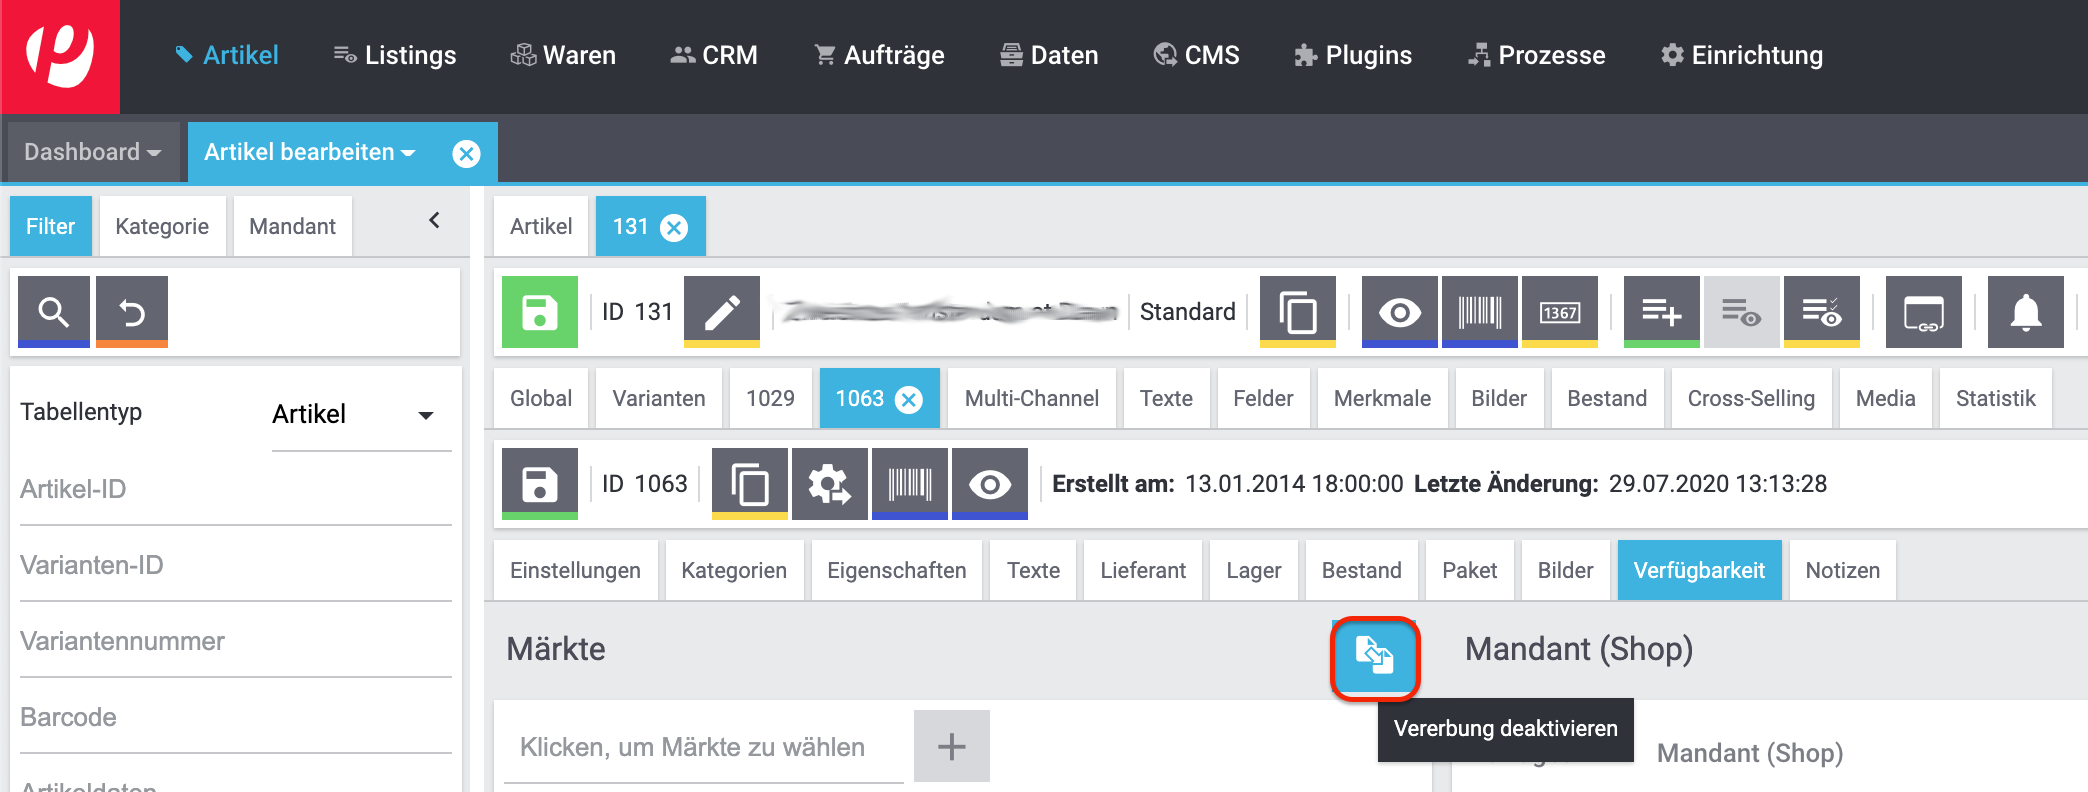 Artikel Listings Waren CRM Aufträge Daten CMS Plugins Prozesse Einrichtung
Dashboard Artikel bearbeiten
Filter Kategorie Mandant
Artikel 131
ID 131 Standard 1367
Global Varianten 1029 1063 Multi-Channel Texte Felder Merkmale Bilder Bestand Cross-Selling Media Statistik
Tabellentyp Artikel
ID 1063 Erstellt am: 13.01.2014 18:00:00 Letzte Änderung: 29.07.2020 13:13:28
Artikel-ID
Einstellungen Kategorien Eigenschaften Texte Lieferant Lager Bestand Paket Bilder Verfügbarkeit Notizen
Varianten-ID
Variantennummer
Märkte Mandant (Shop)
Barcode
Vererbung deaktivieren
Klicken, um Märkte zu wählen Mandant (Shop)
Artikeldaten